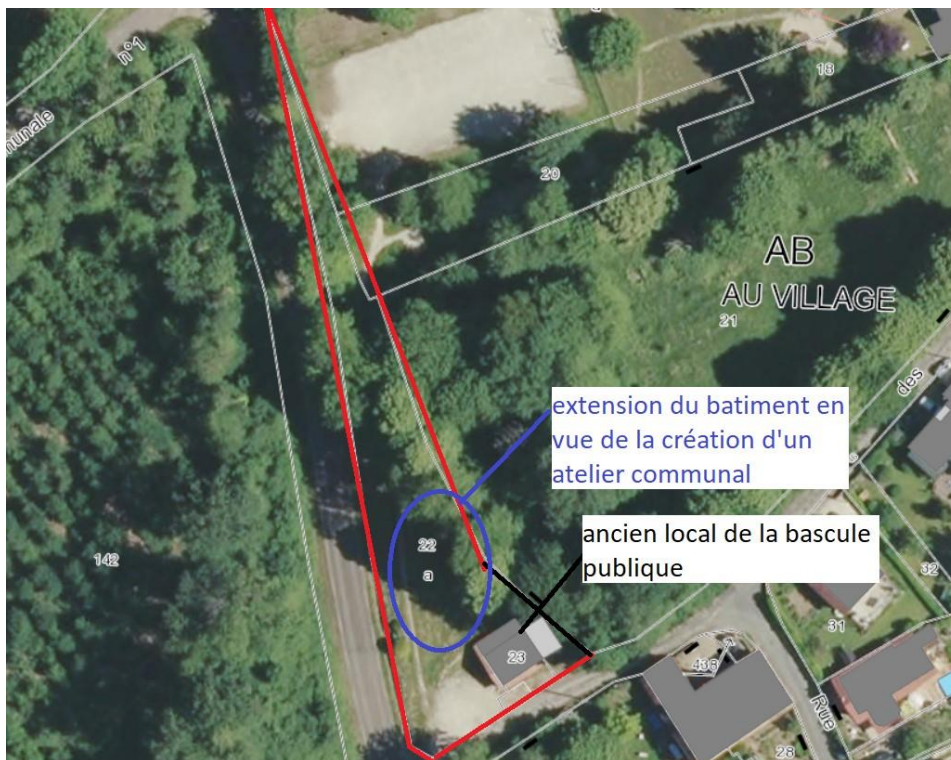 n°1
munale
18
20
AB
AU VILLAGE
21
des
extension du batiment en
vue de la création d'un
atelier communal
ancien local de la bascule
publique
22
a
142
32
31
23
438
Rue
28